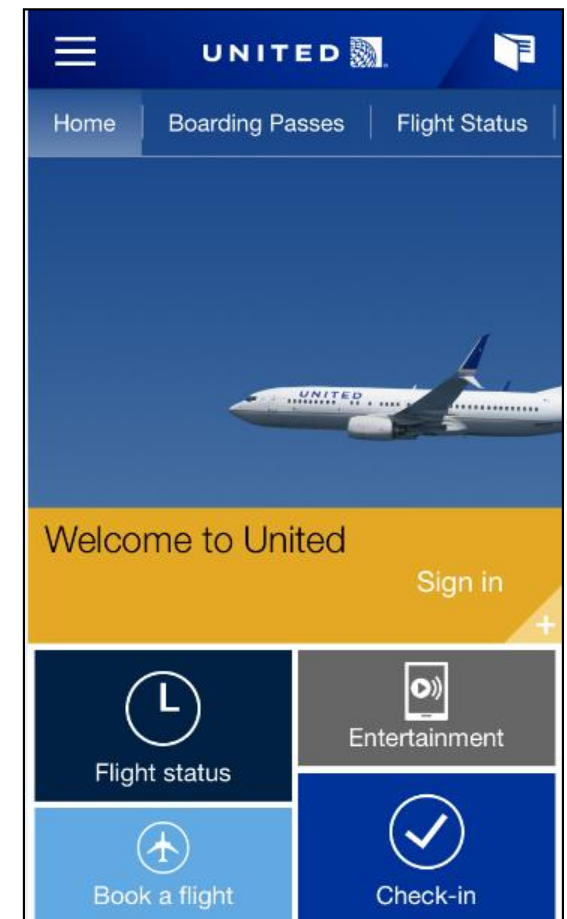 UNITED
Home Boarding Passes Flight Status
UNITED
Welcome to United
Sign in
+
Flight status
Entertainment
Book a flight
Check-in